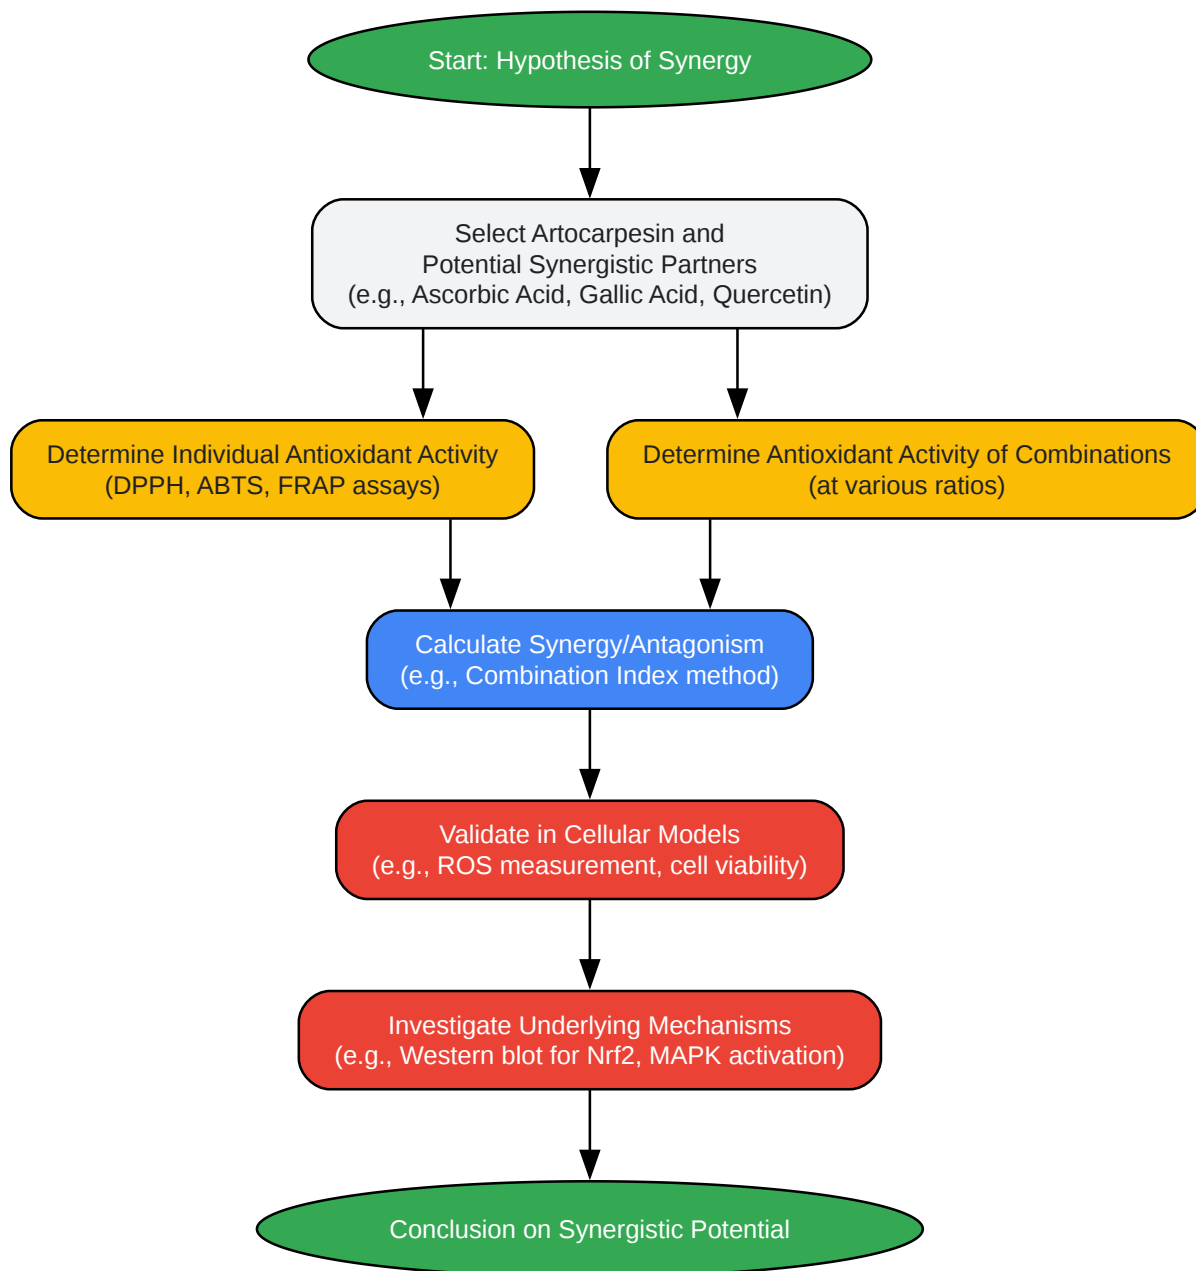 Start: Hypothesis of Synergy
Select Artocarpesin and
Potential Synergistic Partners
(e.g., Ascorbic Acid, Gallic Acid, Quercetin)
Determine Individual Antioxidant Activity
(DPPH, ABTS, FRAP assays)
Determine Antioxidant Activity of Combinations
(at various ratios)
Calculate Synergy/Antagonism
(e.g., Combination Index method)
Validate in Cellular Models
(e.g., ROS measurement, cell viability)
Investigate Underlying Mechanisms
(e.g., Western blot for Nrf2, MAPK activation)
Conclusion on Synergistic Potential